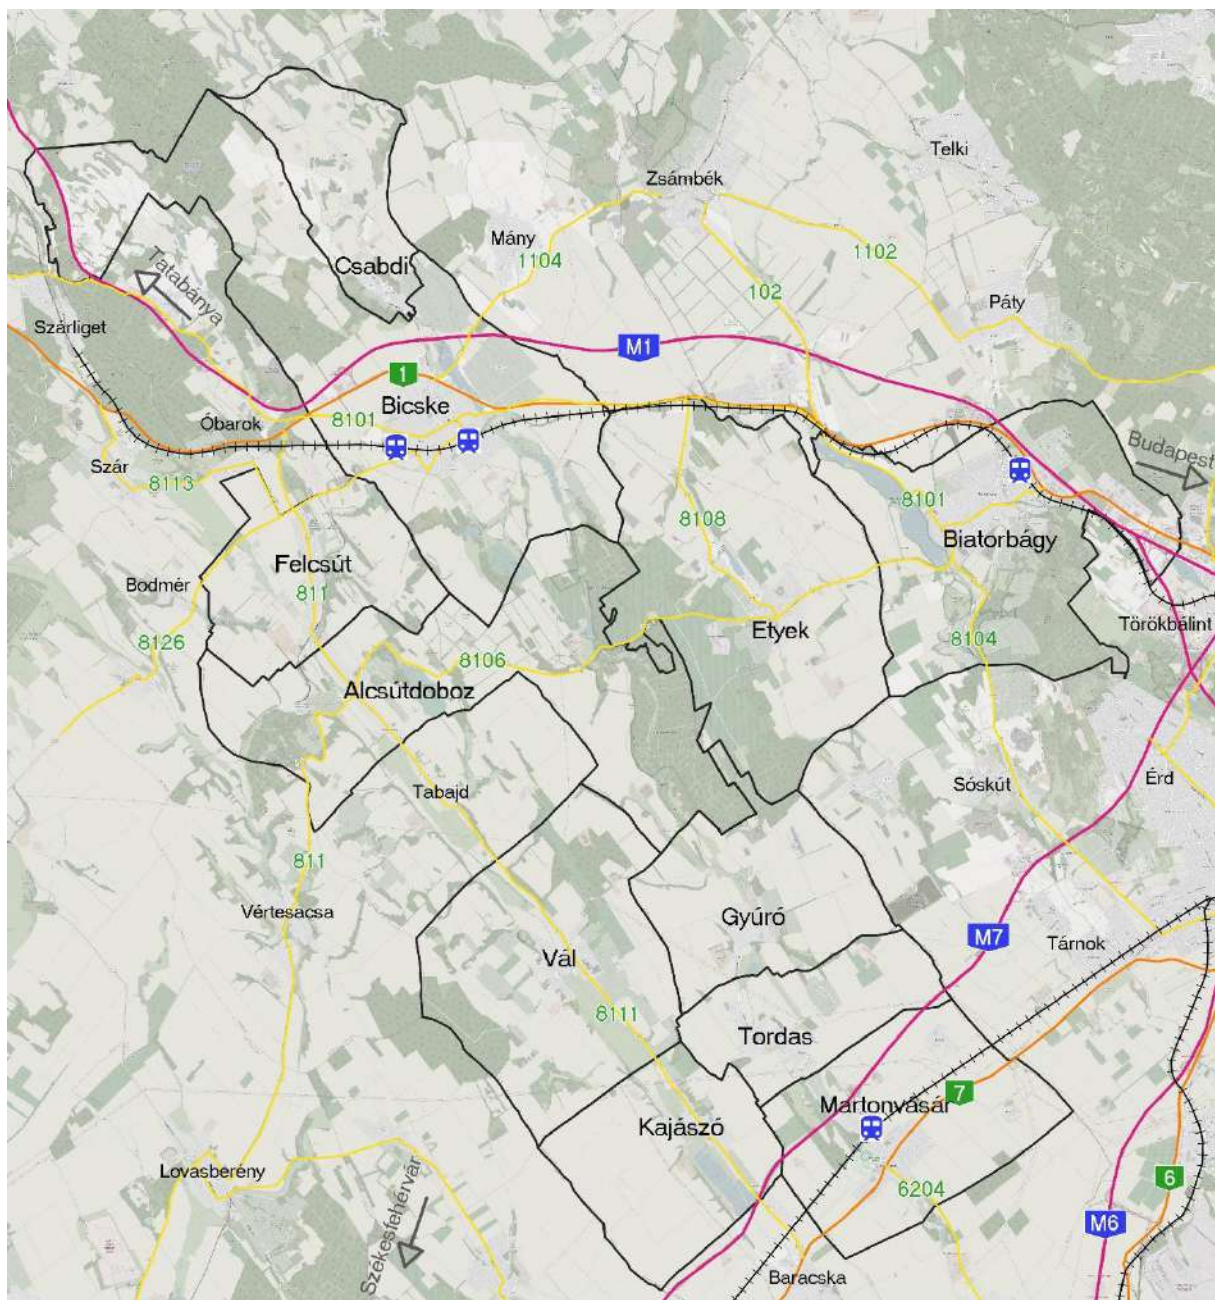 Telki
Zsámbék
Mány
1104
1102
102
Csabdi
Tatabánya
Páty
Szárliget
M1
1
Bicske
8101
Óbarok
Budapest
Szár
8113
8101
8108
Biatorbágy
Felcsút
811
Bodmér
Etyek
Törökbálint
8126
8106
8104
Alcsútdoboz
Tabajd
Sóskút
Érd
811
Vértesacsa
Gyúró
M7
Tárnok
Vál
8111
Tordas
7
Martonvásár
Kajászó
Lovasberény
6204
6
M6
Székesfehérvár
Baracska